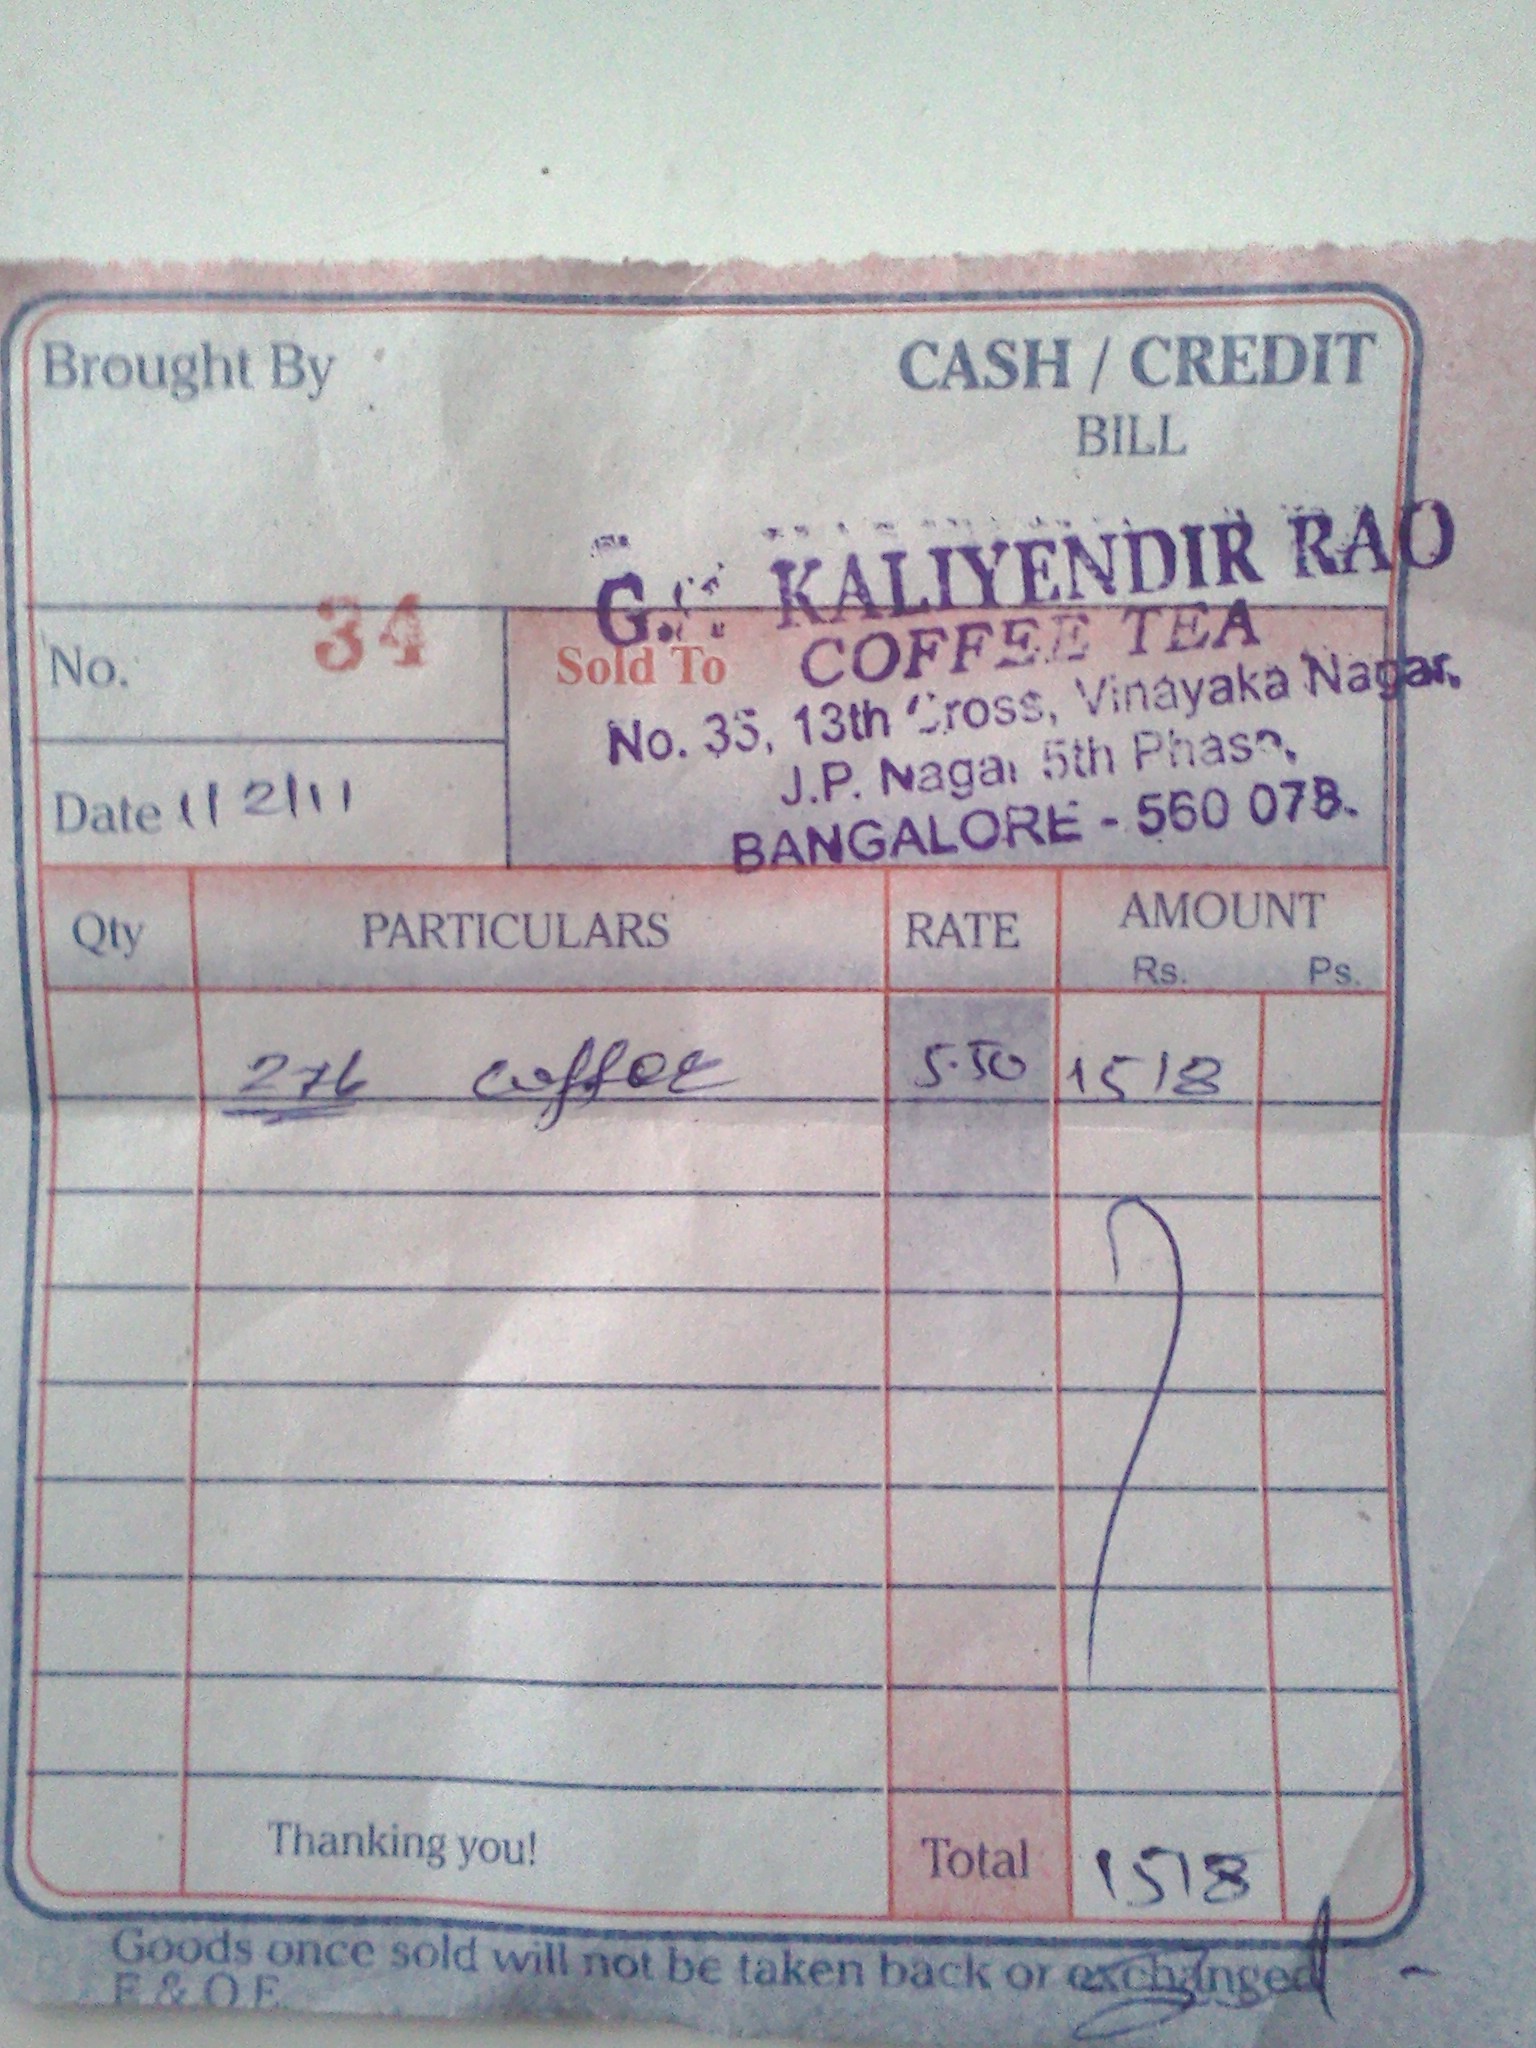 Brought By
CASH / CREDIT
BILL
G. KALIYENDIR RAO
COFFEE TEA
No. 34
Sold To
No. 35, 13th Cross, Vinayaka Nagar,
J.P. Nagar 5th Phase,
BANGALORE - 560 078.
Date 1/2/11
Qty PARTICULARS RATE AMOUNT
Rs. Ps.
276 coffee 5.50 1518
Thanking you! Total 1518
Goods once sold will not be taken back or exchanged
E & O E